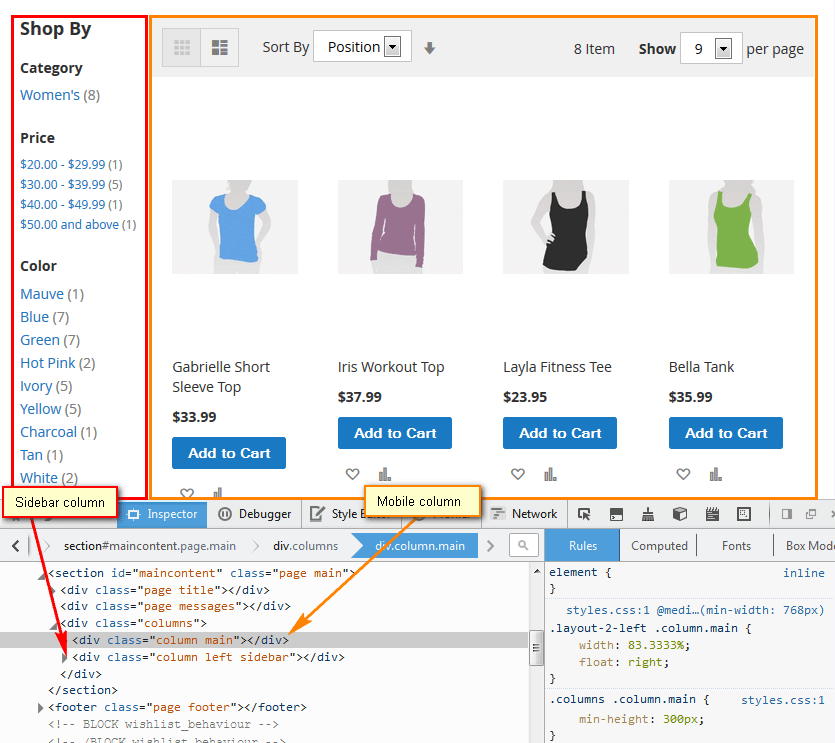 Shop By
Category
Women's (8)
Price
$20.00 - $29.99 (1)
$30.00 - $39.99 (5)
$40.00 - $49.99 (1)
$50.00 and above (1)
Color
Mauve (1)
Blue (7)
Green (7)
Hot Pink (2)
Ivory (5)
Yellow (5)
Charcoal (1)
Tan (1)
White (2)
Sort By Position
8 Item Show 9 per page
Gabrielle Short
Sleeve Top
$33.99
Add to Cart
Iris Workout Top
$37.99
Add to Cart
Layla Fitness Tee
$23.95
Add to Cart
Bella Tank
$35.99
Add to Cart
Sidebar column
Mobile column
Inspector Debugger Style Network
section#maincontent.page.main div.columns div.column.main
Rules Computed Fonts Box Mod
<section id="maincontent" class="page main">
<div class="page title"></div>
<div class="page messages"></div>
<div class="columns">
<div class="column main"></div>
<div class="column left sidebar"></div>
</div>
</section>
<footer class="page footer"></footer>
<!-- BLOCK wishlist_behaviour -->
<!-- /BLOCK wishlist_behaviour -->
element { inline
}
styles.css:1 @medi...(min-width: 768px)
.layout-2-left .column.main {
width: 83.3333%;
float: right;
}
.columns .column.main { styles.css:1
min-height: 300px;
}